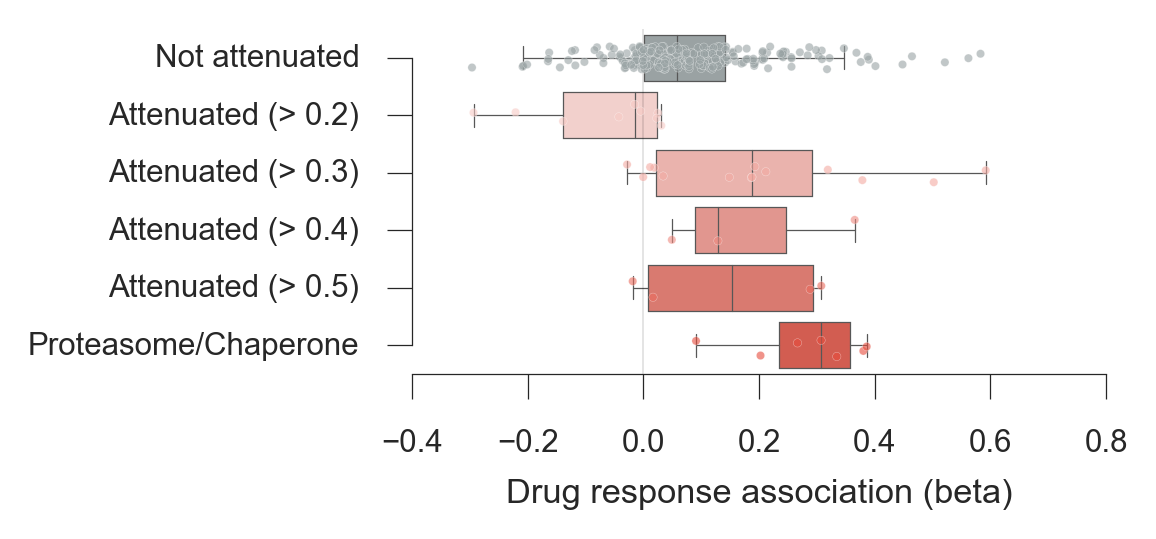 Not attenuated
Attenuated (> 0.2)
Attenuated (> 0.3)
Attenuated (> 0.4)
Attenuated (> 0.5)
Proteasome/Chaperone
−0.4 −0.2 0.0 0.2 0.4 0.6 0.8
Drug response association (beta)